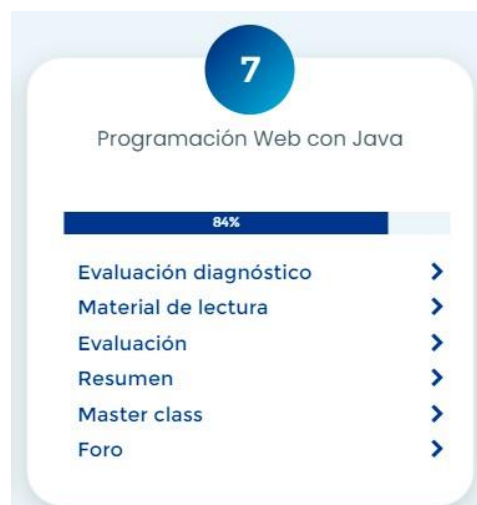 7
Programación Web con Java
84%
Evaluación diagnóstico
Material de lectura
Evaluación
Resumen
Master class
Foro